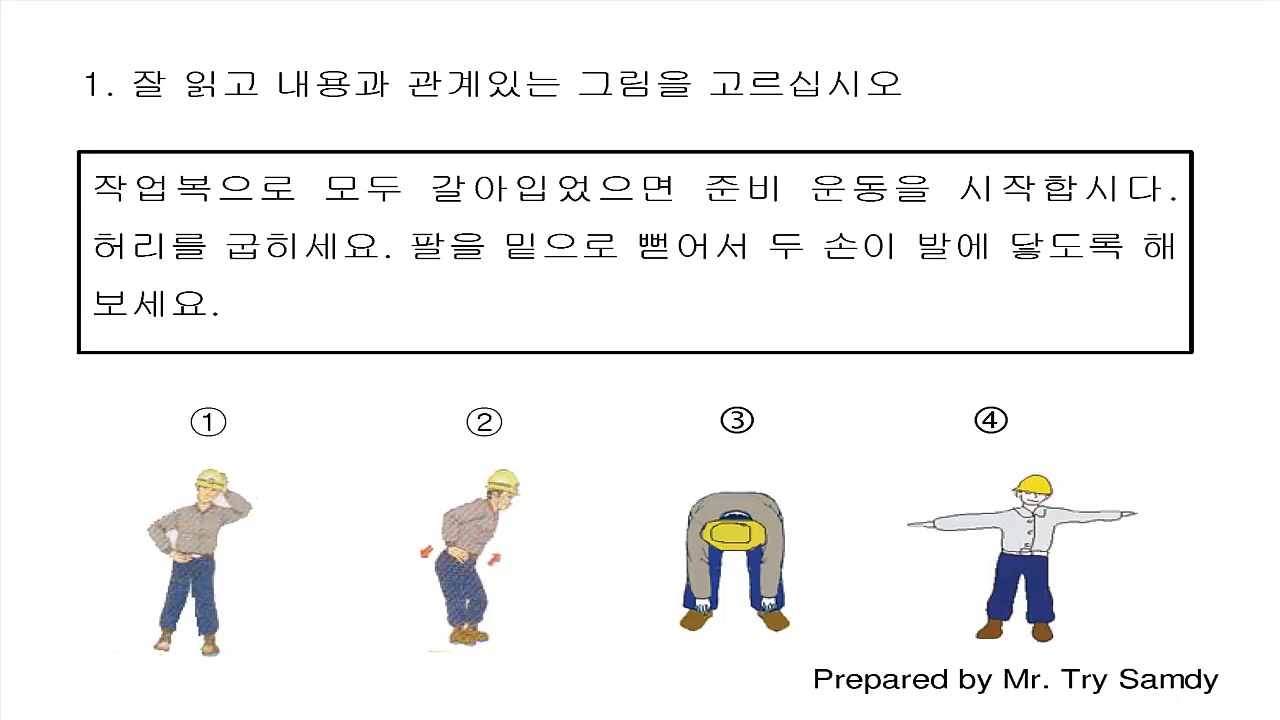 1. 잘 읽고 내용과 관계있는 그림을 고르십시오
작업복으로 모두 갈아입었으면 준비 운동을 시작합시다.
허리를 굽히세요. 팔을 밑으로 뻗어서 두 손이 발에 닿도록 해
보세요.
① ② ③ ④
Prepared by Mr. Try Samdy